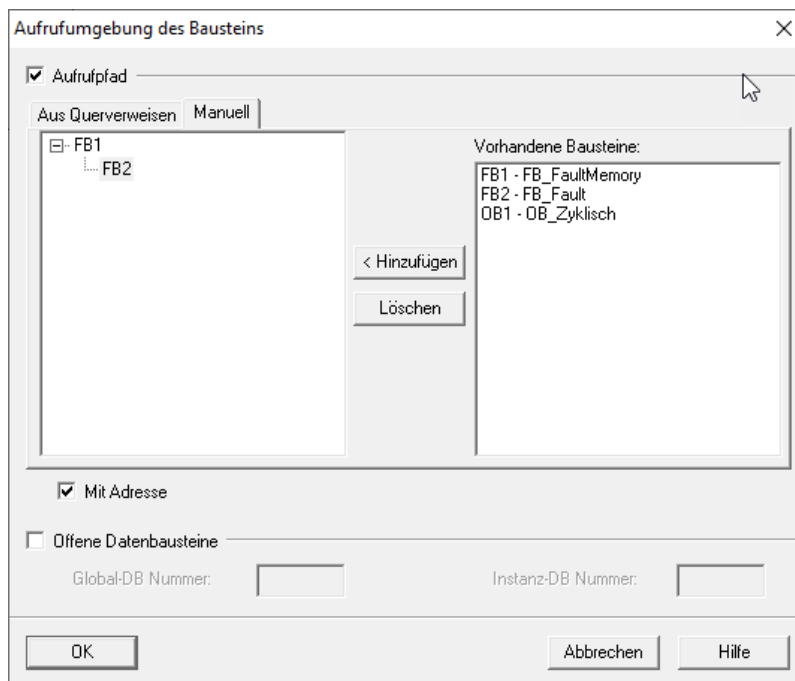 Aufrufumgebung des Bausteins
Aufrufpfad
Aus Querverweisen
Manuell
FB1
FB2
Vorhandene Bausteine:
FB1 - FB_FaultMemory
FB2 - FB_Fault
OB1 - OB_Zyklisch
< Hinzufügen
Löschen
Mit Adresse
Offene Datenbausteine
Global-DB Nummer:
Instanz-DB Nummer:
OK
Abbrechen
Hilfe